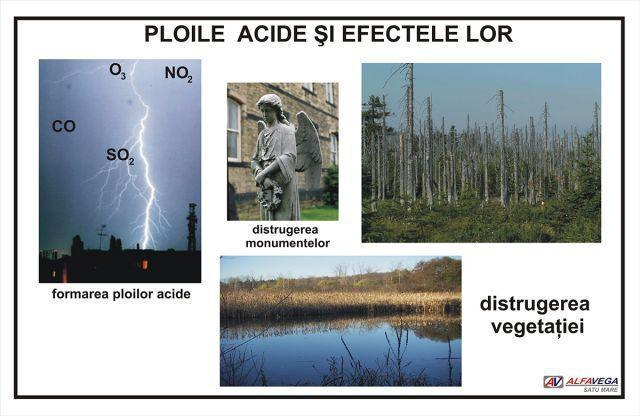 PLOILE ACIDE ŞI EFECTELE LOR
O3
NO2
CO
SO2
formarea ploilor acide
distrugerea
monumentelor
distrugerea
vegetației
AV ALFAVEGA
SATU MARE